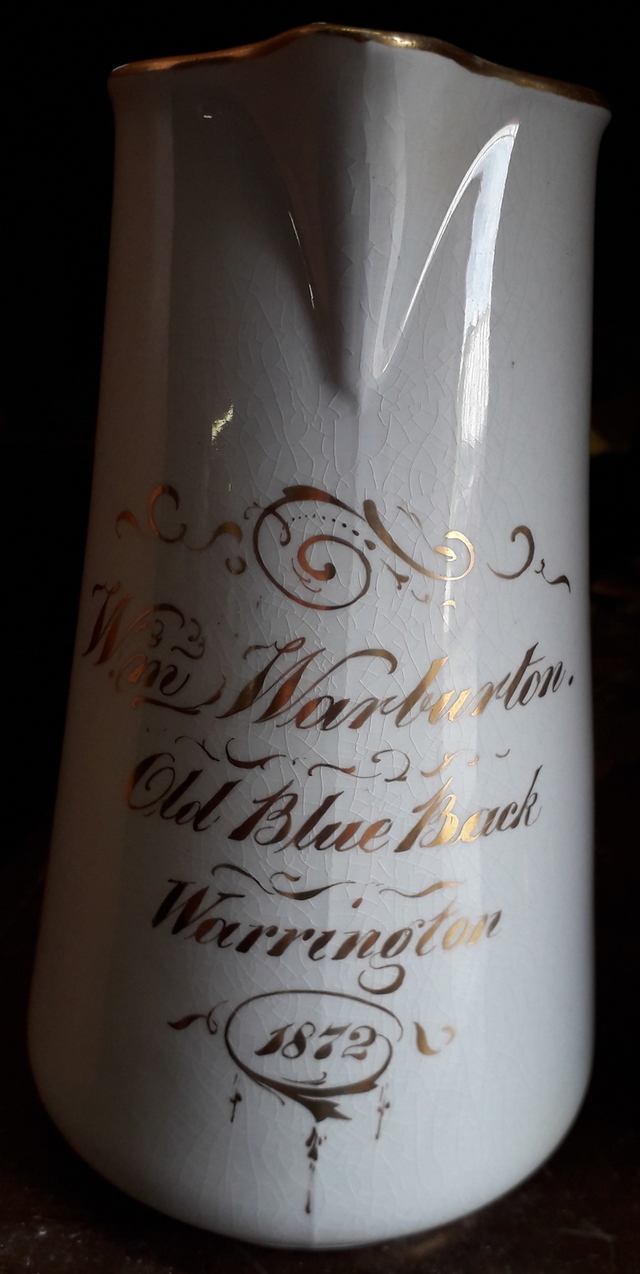 Wm Warburton.
Old Blue Back
Warrington
1872